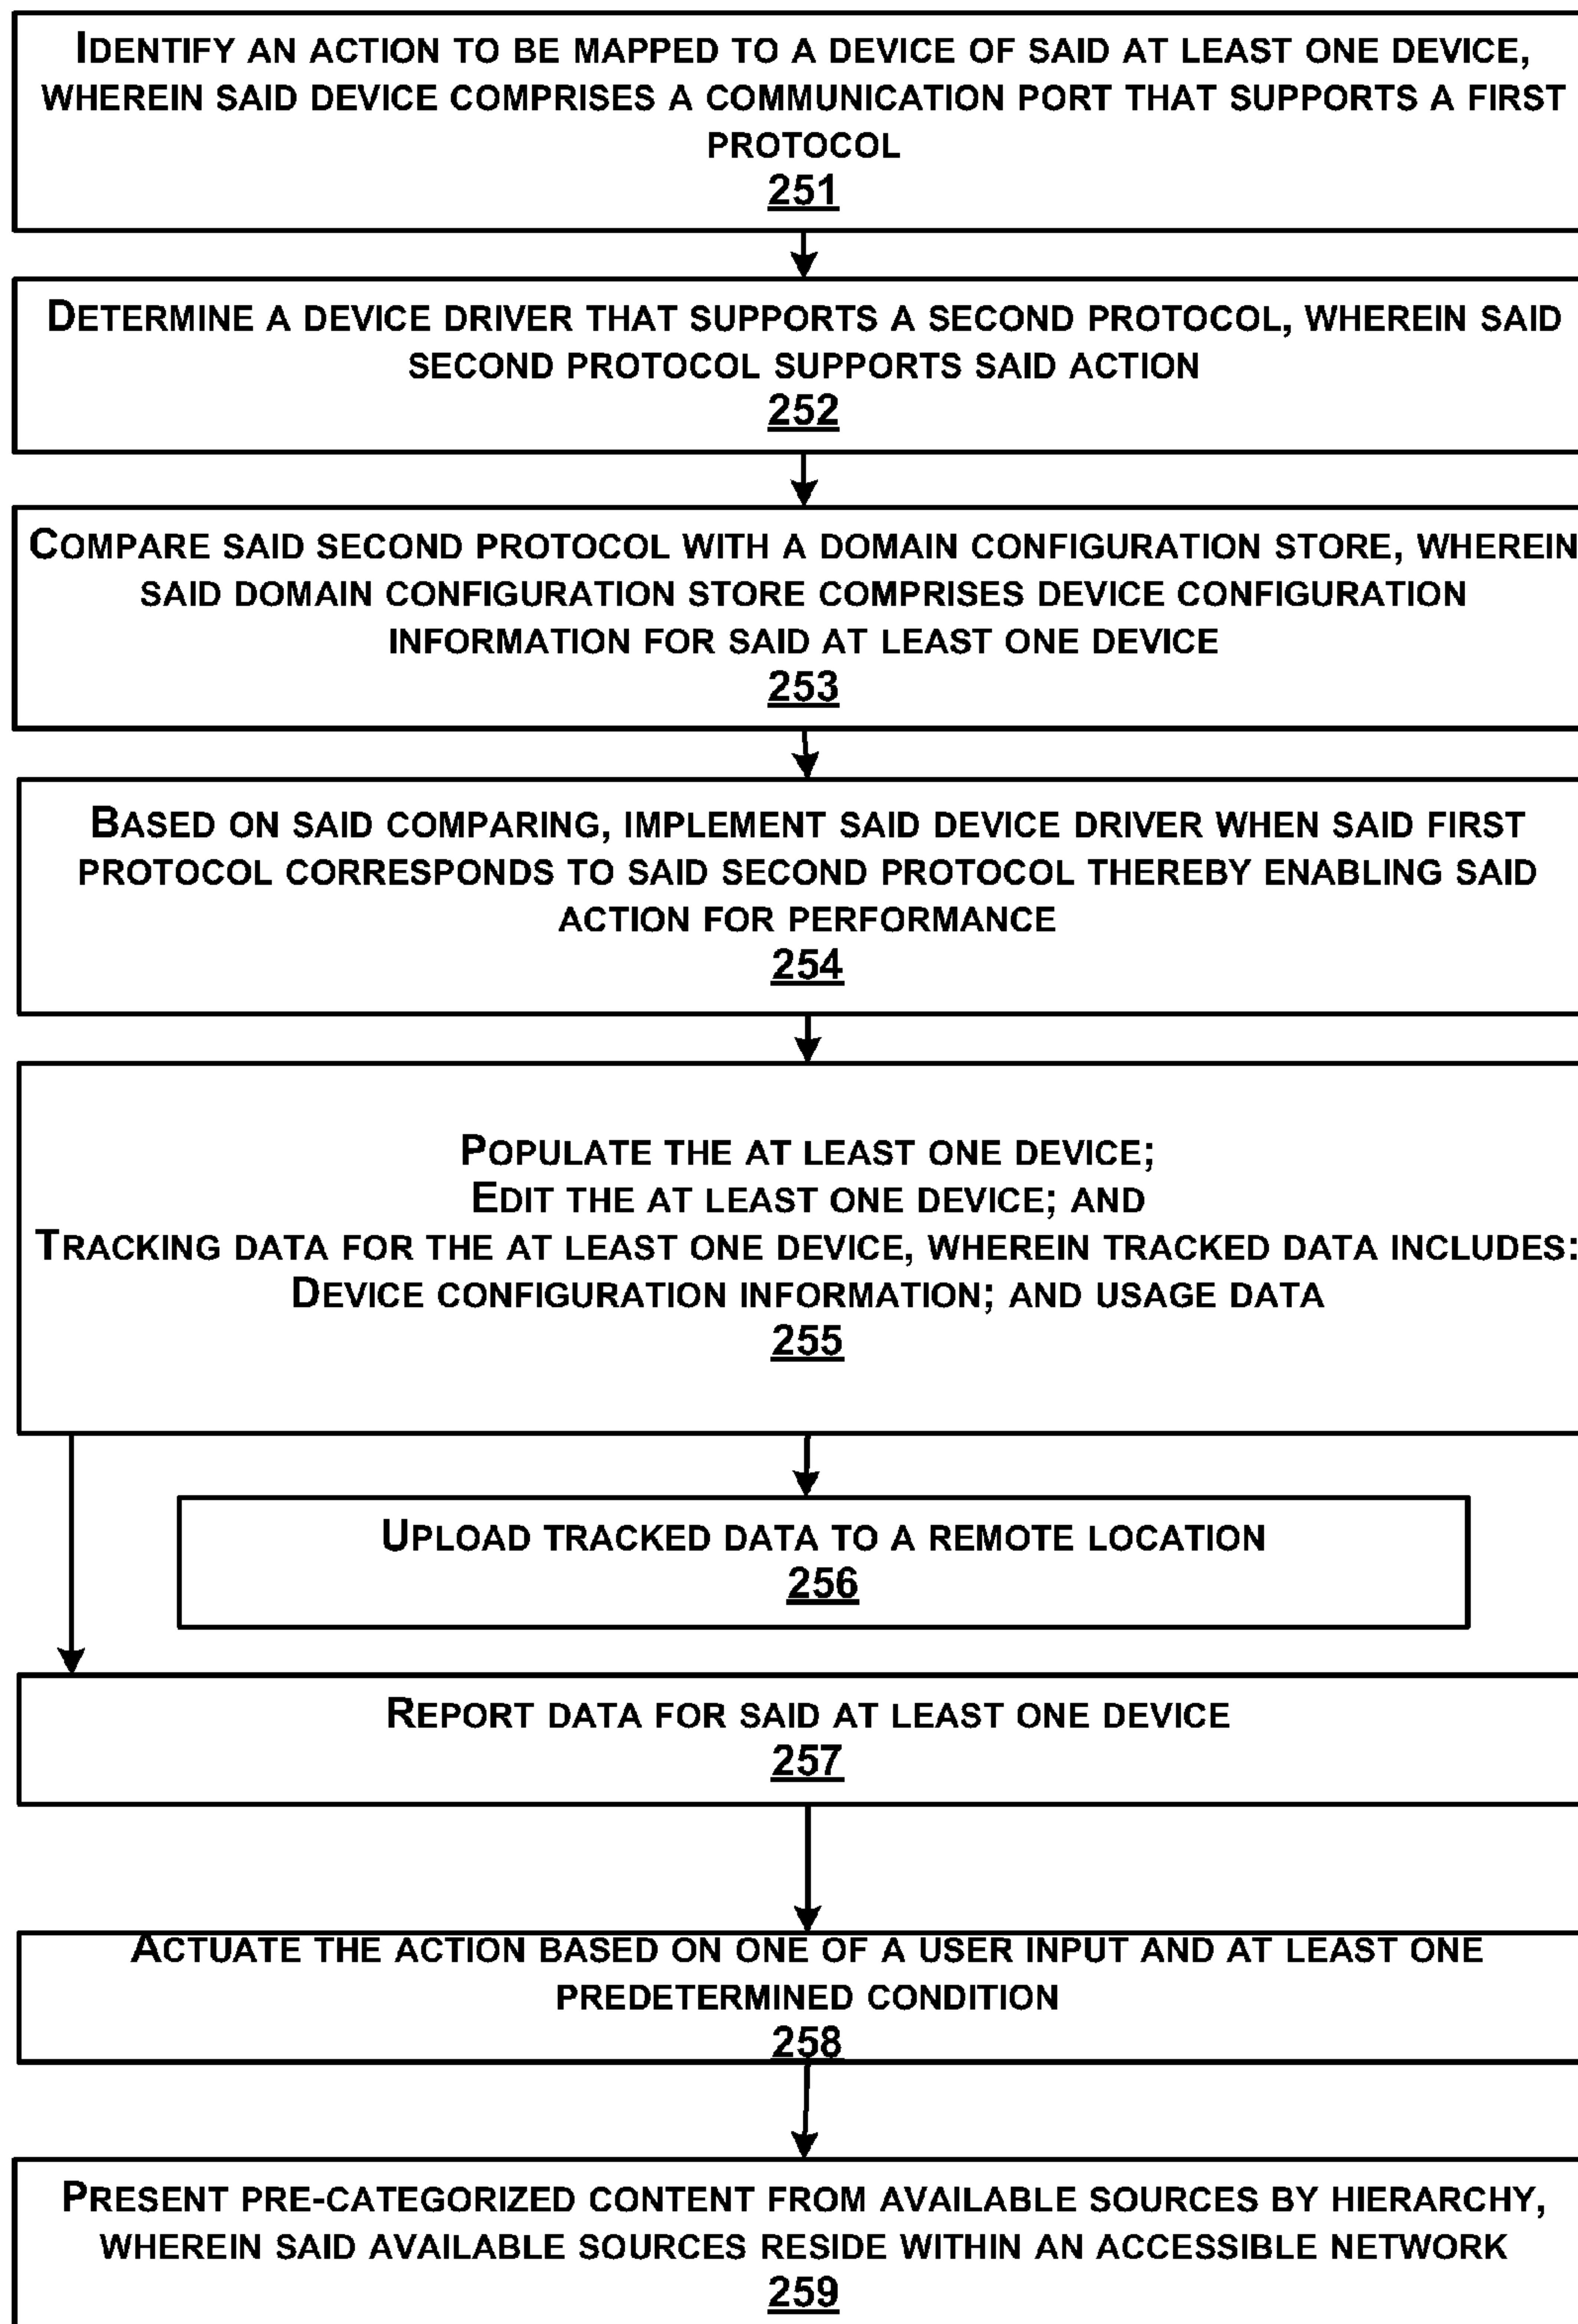 IDENTIFY AN ACTION TO BE MAPPED TO A DEVICE OF SAID AT LEAST ONE DEVICE,
WHEREIN SAID DEVICE COMPRISES A COMMUNICATION PORT THAT SUPPORTS A FIRST
PROTOCOL
251
DETERMINE A DEVICE DRIVER THAT SUPPORTS A SECOND PROTOCOL, WHEREIN SAID
SECOND PROTOCOL SUPPORTS SAID ACTION
252
COMPARE SAID SECOND PROTOCOL WITH A DOMAIN CONFIGURATION STORE, WHEREIN
SAID DOMAIN CONFIGURATION STORE COMPRISES DEVICE CONFIGURATION
INFORMATION FOR SAID AT LEAST ONE DEVICE
253
BASED ON SAID COMPARING, IMPLEMENT SAID DEVICE DRIVER WHEN SAID FIRST
PROTOCOL CORRESPONDS TO SAID SECOND PROTOCOL THEREBY ENABLING SAID
ACTION FOR PERFORMANCE
254
POPULATE THE AT LEAST ONE DEVICE;
EDIT THE AT LEAST ONE DEVICE; AND
TRACKING DATA FOR THE AT LEAST ONE DEVICE, WHEREIN TRACKED DATA INCLUDES:
DEVICE CONFIGURATION INFORMATION; AND USAGE DATA
255
UPLOAD TRACKED DATA TO A REMOTE LOCATION
256
REPORT DATA FOR SAID AT LEAST ONE DEVICE
257
ACTUATE THE ACTION BASED ON ONE OF A USER INPUT AND AT LEAST ONE
PREDETERMINED CONDITION
258
PRESENT PRE-CATEGORIZED CONTENT FROM AVAILABLE SOURCES BY HIERARCHY,
WHEREIN SAID AVAILABLE SOURCES RESIDE WITHIN AN ACCESSIBLE NETWORK
259